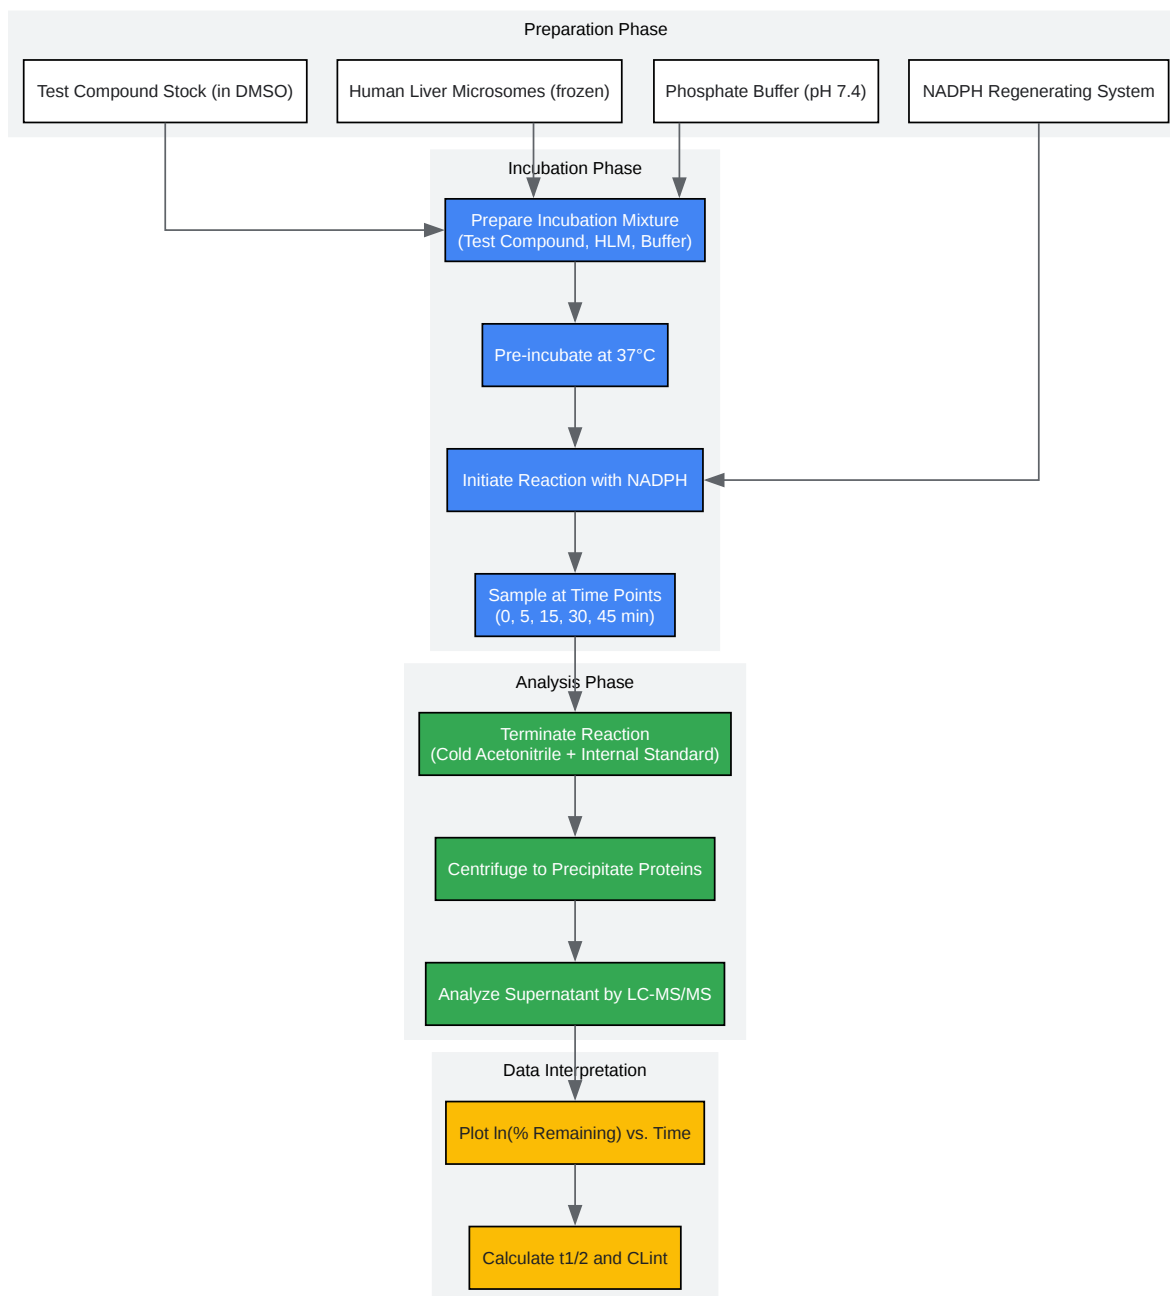 Preparation Phase
Test Compound Stock (in DMSO)
Human Liver Microsomes (frozen)
Phosphate Buffer (pH 7.4)
NADPH Regenerating System
Incubation Phase
Prepare Incubation Mixture
(Test Compound, HLM, Buffer)
Pre-incubate at 37°C
Initiate Reaction with NADPH
Sample at Time Points
(0, 5, 15, 30, 45 min)
Analysis Phase
Terminate Reaction
(Cold Acetonitrile + Internal Standard)
Centrifuge to Precipitate Proteins
Analyze Supernatant by LC-MS/MS
Data Interpretation
Plot ln(% Remaining) vs. Time
Calculate t1/2 and CLint